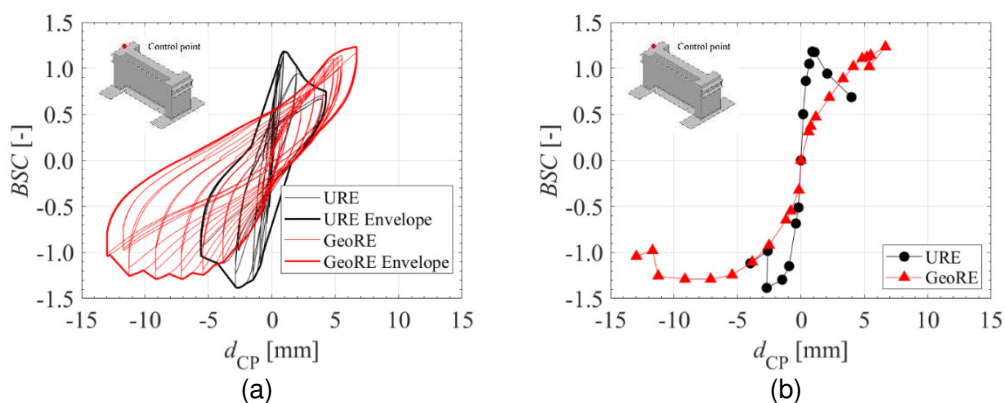 1.5
1.0
0.5
0.0
-0.5
-1.0
-1.5
BSC [-]
Control point
URE
URE Envelope
GeoRE
GeoRE Envelope
-15 -10 -5 0 5 10 15
d_CP [mm]
(a)
1.5
1.0
0.5
0.0
-0.5
-1.0
-1.5
BSC [-]
Control point
URE
GeoRE
-15 -10 -5 0 5 10 15
d_CP [mm]
(b)